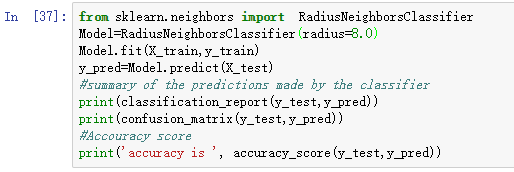 In [37]: from sklearn.neighbors import  RadiusNeighborsClassifier
Model=RadiusNeighborsClassifier(radius=8.0)
Model.fit(X_train,y_train)
y_pred=Model.predict(X_test)
#summary of the predictions made by the classifier
print(classification_report(y_test,y_pred))
print(confusion_matrix(y_test,y_pred))
#Accouracy score
print('accuracy is ', accuracy_score(y_test,y_pred))